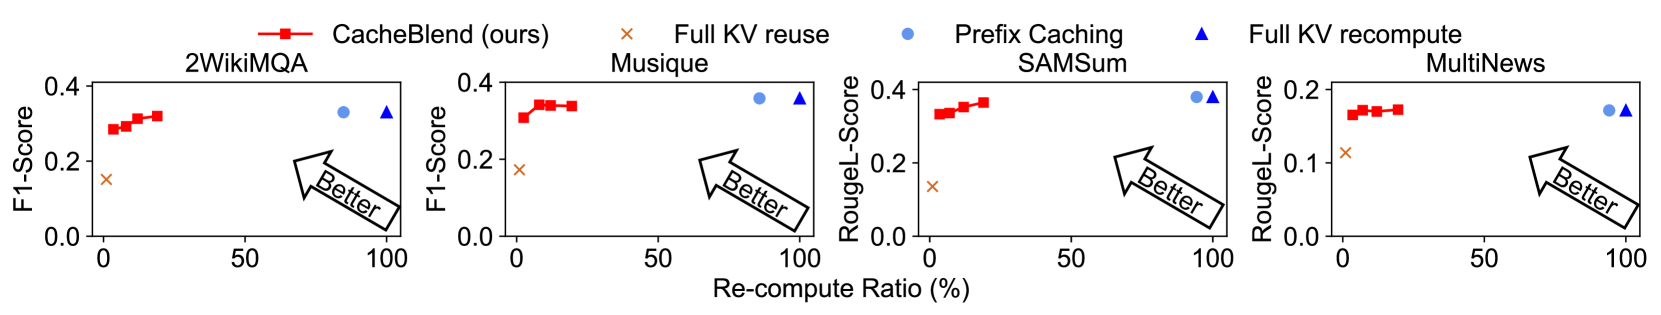 CacheBlend (ours) Full KV reuse Prefix Caching Full KV recompute
2WikiMQA
F1-Score
0.4
0.2
0.0
0 50 100
Better
Musique
F1-Score
0.4
0.2
0.0
0 50 100
Better
SAMSum
RougeL-Score
0.4
0.2
0.0
0 50 100
Better
MultiNews
RougeL-Score
0.2
0.1
0.0
0 50 100
Better
Re-compute Ratio (%)